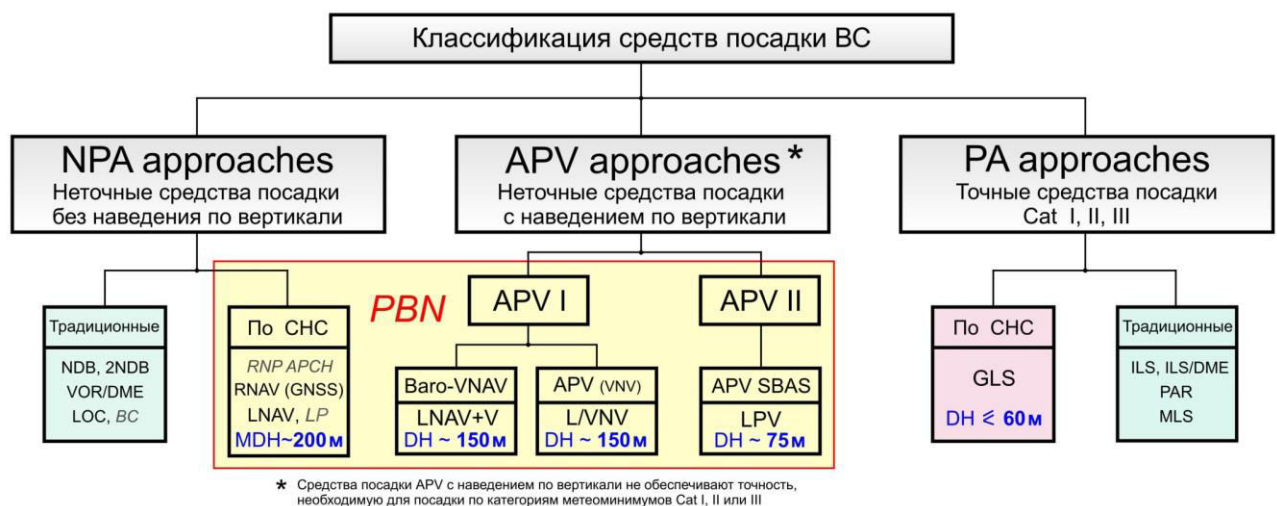 Классификация средств посадки ВС
NPA approaches
Неточные средства посадки
без наведения по вертикали
APV approaches *
Неточные средства посадки
с наведением по вертикали
PA approaches
Точные средства посадки
Cat I, II, III
Традиционные
NDB, 2NDB
VOR/DME
LOC, BC
По СНС
RNP APCH
RNAV (GNSS)
LNAV, LP
MDH~200м
PBN
APV I
APV II
Baro-VNAV
LNAV+V
DH ~ 150м
APV (VNV)
L/VNV
DH ~ 150м
APV SBAS
LPV
DH ~ 75м
По СНС
GLS
DH ⩽ 60м
Традиционные
ILS, ILS/DME
PAR
MLS
* Средства посадки APV с наведением по вертикали не обеспечивают точность,
необходимую для посадки по категориям метеоминимумов Cat I, II или III